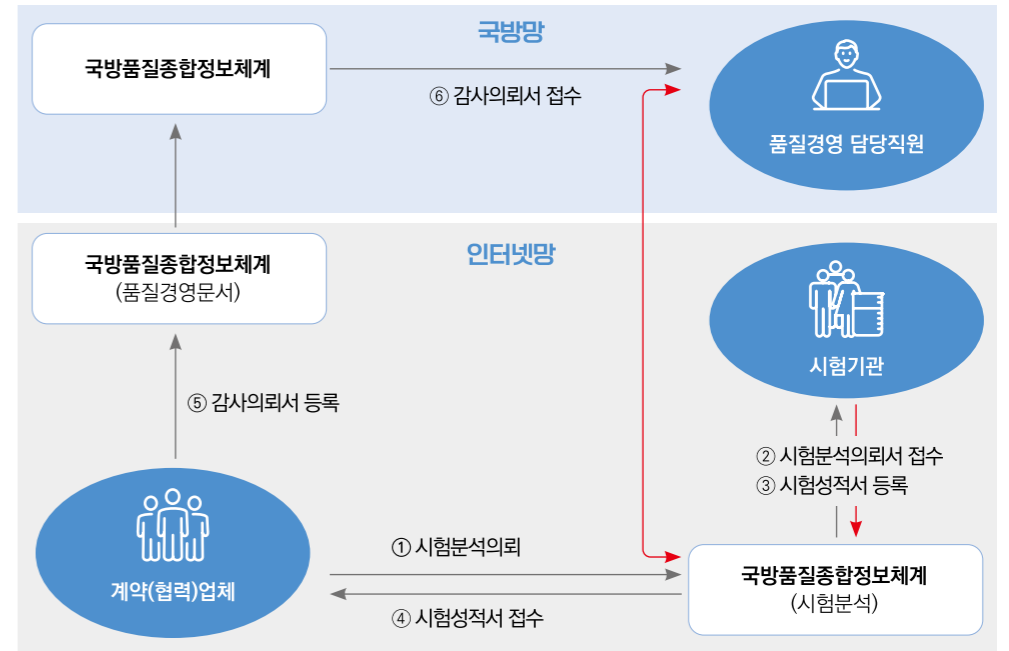 국방망
국방품질종합정보체계
⑥ 감사의뢰서 접수
품질경영 담당직원
인터넷망
국방품질종합정보체계
(품질경영문서)
시험기관
⑤ 감사의뢰서 등록
② 시험분석의뢰서 접수
③ 시험성적서 등록
계약(협력)업체
① 시험분석의뢰
④ 시험성적서 접수
국방품질종합정보체계
(시험분석)